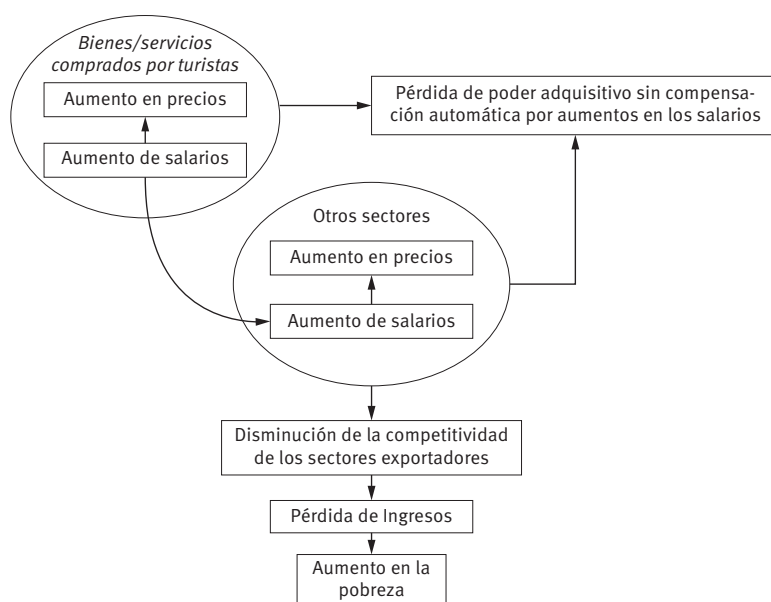 Bienes/servicios
comprados por turistas
Aumento en precios
Aumento de salarios
Pérdida de poder adquisitivo sin compensa-
ción automática por aumentos en los salarios
Otros sectores
Aumento en precios
Aumento de salarios
Disminución de la competitividad
de los sectores exportadores
Pérdida de Ingresos
Aumento en la
pobreza